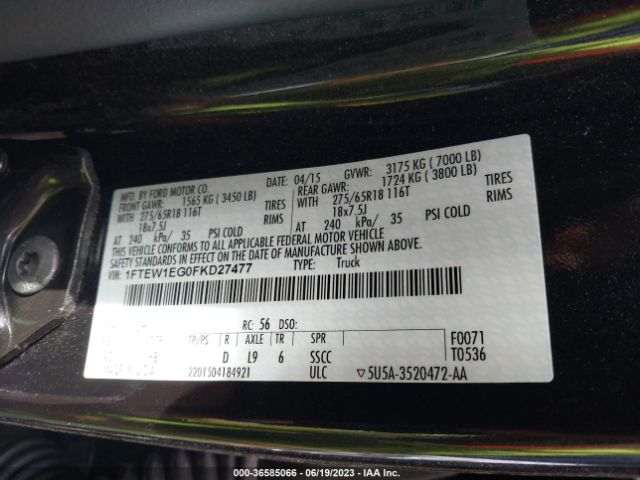 MFD. BY FORD MOTOR CO.
DATE: 04/15 GVWR: 3175 KG ( 7000 LB)
FRONT GAWR: 1565 KG ( 3450 LB) REAR GAWR: 1724 KG ( 3800 LB)
WITH 275/65R18 116T TIRES WITH 275/65R18 116T TIRES
18x7.5J RIMS 18x7.5J RIMS
AT 240 kPa/ 35 PSI COLD AT 240 kPa/ 35 PSI COLD
THIS VEHICLE CONFORMS TO ALL APPLICABLE FEDERAL MOTOR VEHICLE
SAFETY STANDARDS IN EFFECT ON THE DATE OF MANUFACTURE SHOWN ABOVE.
VIN: 1FTEW1EG0FKD27477 TYPE: Truck
RC: 56 DSO:
TP/PS R AXLE TR SPR F0071
D L9 6 SSCC T0536
2201504184921 ULC 5U5A-3520472-AA
000-36585066 - 06/19/2023 - IAA Inc.